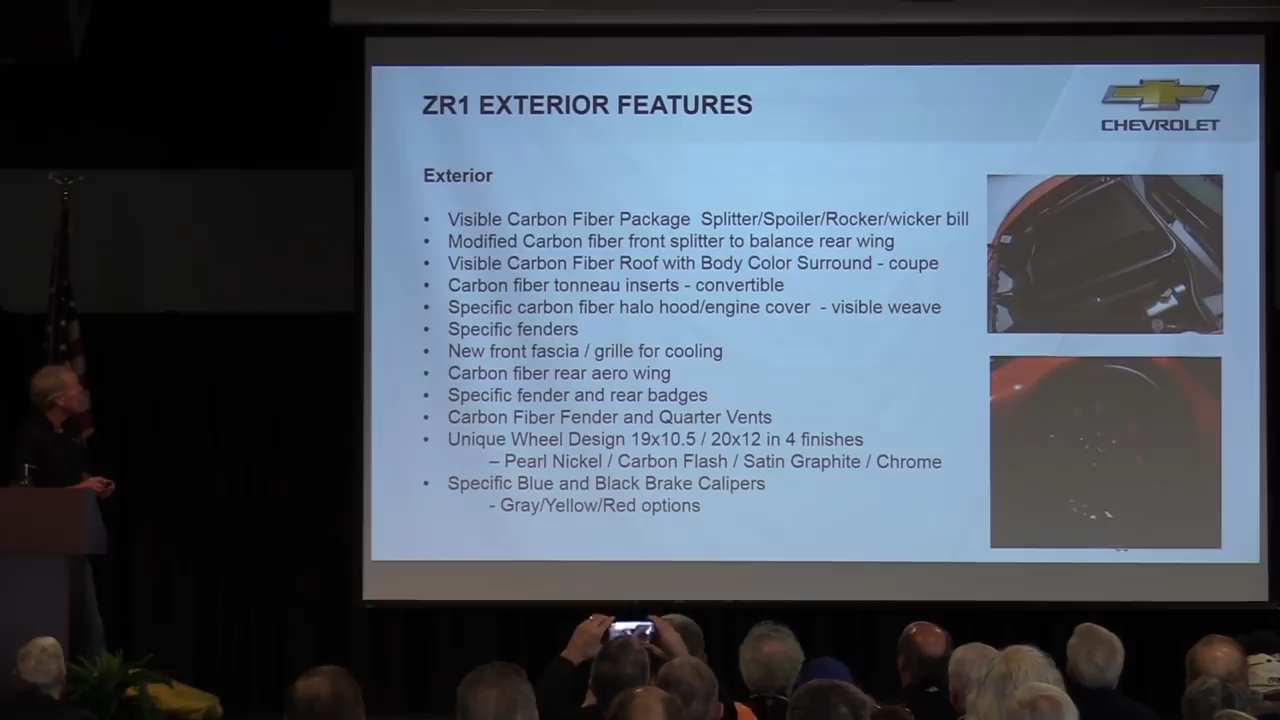 ZR1 EXTERIOR FEATURES
CHEVROLET
Exterior
• Visible Carbon Fiber Package Splitter/Spoiler/Rocker/wicker bill
• Modified Carbon fiber front splitter to balance rear wing
• Visible Carbon Fiber Roof with Body Color Surround - coupe
• Carbon fiber tonneau inserts - convertible
• Specific carbon fiber halo hood/engine cover - visible weave
• Specific fenders
• New front fascia / grille for cooling
• Carbon fiber rear aero wing
• Specific fender and rear badges
• Carbon Fiber Fender and Quarter Vents
• Unique Wheel Design 19x10.5 / 20x12 in 4 finishes
– Pearl Nickel / Carbon Flash / Satin Graphite / Chrome
• Specific Blue and Black Brake Calipers
- Gray/Yellow/Red options